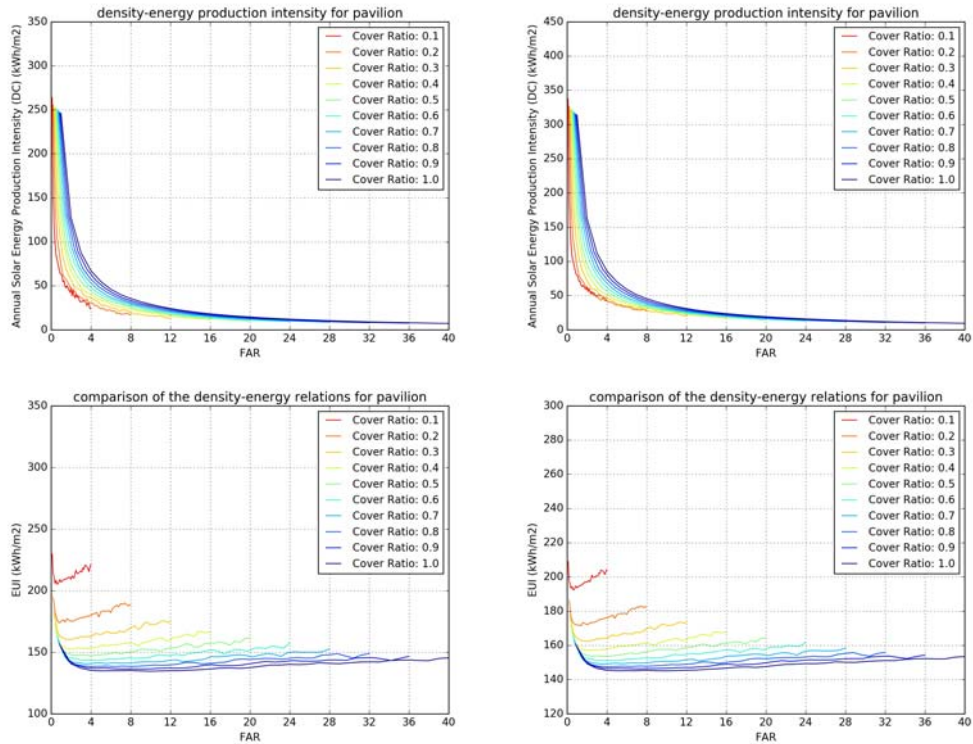 density-energy production intensity for pavilion
350
300
250
200
150
100
50
0
Annual Solar Energy Production Intensity (DC) (kWh/m2)
Cover Ratio: 0.1
Cover Ratio: 0.2
Cover Ratio: 0.3
Cover Ratio: 0.4
Cover Ratio: 0.5
Cover Ratio: 0.6
Cover Ratio: 0.7
Cover Ratio: 0.8
Cover Ratio: 0.9
Cover Ratio: 1.0
0 4 8 12 16 20 24 28 32 36 40
FAR
density-energy production intensity for pavilion
450
400
350
300
250
200
150
100
50
0
Annual Solar Energy Production Intensity (DC) (kWh/m2)
Cover Ratio: 0.1
Cover Ratio: 0.2
Cover Ratio: 0.3
Cover Ratio: 0.4
Cover Ratio: 0.5
Cover Ratio: 0.6
Cover Ratio: 0.7
Cover Ratio: 0.8
Cover Ratio: 0.9
Cover Ratio: 1.0
0 4 8 12 16 20 24 28 32 36 40
FAR
comparison of the density-energy relations for pavilion
350
300
250
200
150
100
EUI (kWh/m2)
Cover Ratio: 0.1
Cover Ratio: 0.2
Cover Ratio: 0.3
Cover Ratio: 0.4
Cover Ratio: 0.5
Cover Ratio: 0.6
Cover Ratio: 0.7
Cover Ratio: 0.8
Cover Ratio: 0.9
Cover Ratio: 1.0
0 4 8 12 16 20 24 28 32 36 40
FAR
comparison of the density-energy relations for pavilion
300
280
260
240
220
200
180
160
140
120
EUI (kWh/m2)
Cover Ratio: 0.1
Cover Ratio: 0.2
Cover Ratio: 0.3
Cover Ratio: 0.4
Cover Ratio: 0.5
Cover Ratio: 0.6
Cover Ratio: 0.7
Cover Ratio: 0.8
Cover Ratio: 0.9
Cover Ratio: 1.0
0 4 8 12 16 20 24 28 32 36 40
FAR